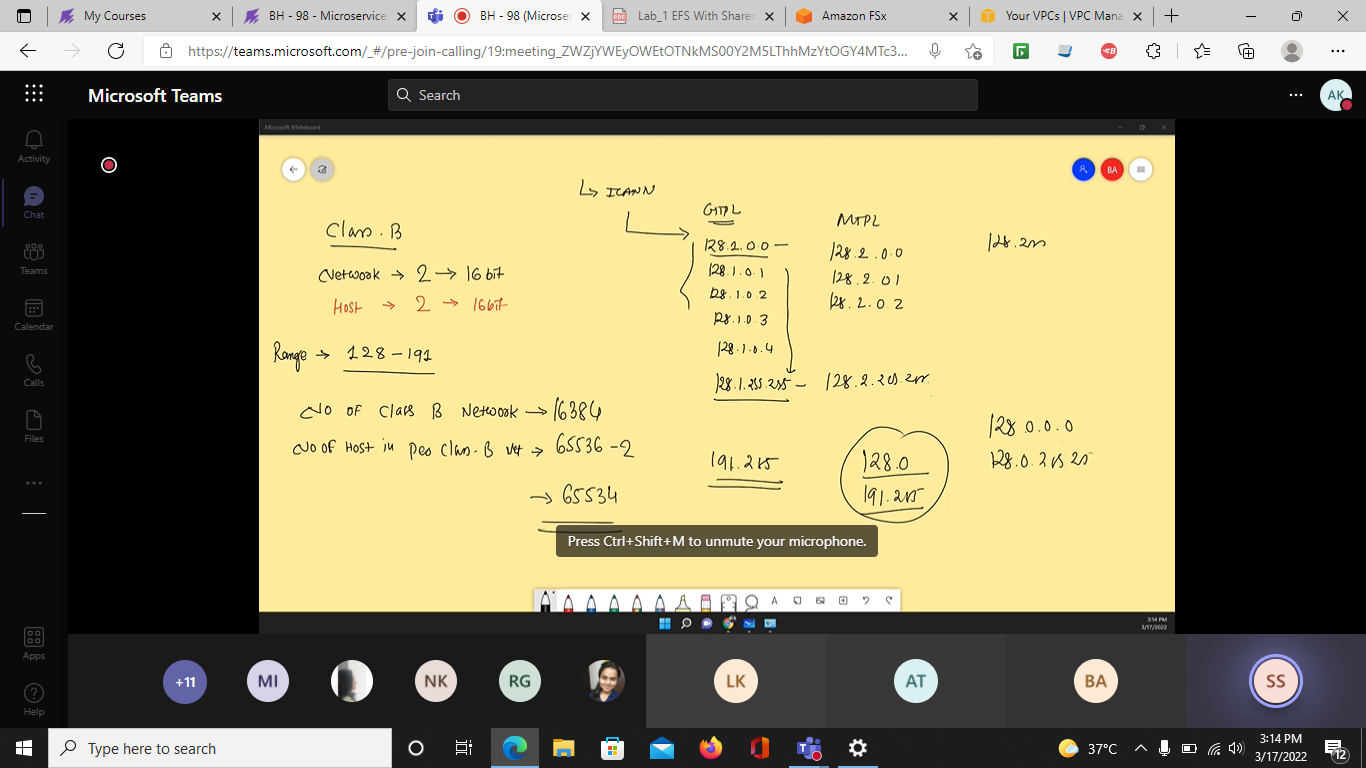 My Courses
BH - 98 - Microservice
BH - 98 (Microser
Lab_1 EFS With Share
Amazon FSx
Your VPCs | VPC Mana
https://teams.microsoft.com/_#/pre-join-calling/19:meeting_ZWZjYWEyOWEtOTNkMS00Y2M5LThhMzYtOGY4MTc3...
Microsoft Teams
Search
AK
Activity
Chat
Teams
Calendar
Calls
Files
Apps
Help
Microsoft Whiteboard
BA
↳ ICANN
Class. B
Network → 2 → 16 bit
Host → 2 → 16bit
Range → 128 – 191
No OF Class B Network → 16384
No OF Host in Per Class. B net → 65536 - 2
→ 65534
GTPL
128.2.0.0 –
128.1.0.1
128.1.0.2
128.1.0.3
128.1.0.4
128.1.255.255 –
191.255
MTPL
128.2.0.0
128.2.01
128.2.0.2
128.2.255.255
128.0
191.255
128.255
128.0.0.0
128.0.255.25
Press Ctrl+Shift+M to unmute your microphone.
A
3:14 PM
3/17/2022
+11
MI
NK
RG
LK
AT
BA
SS
Type here to search
37°C
3:14 PM
3/17/2022
12